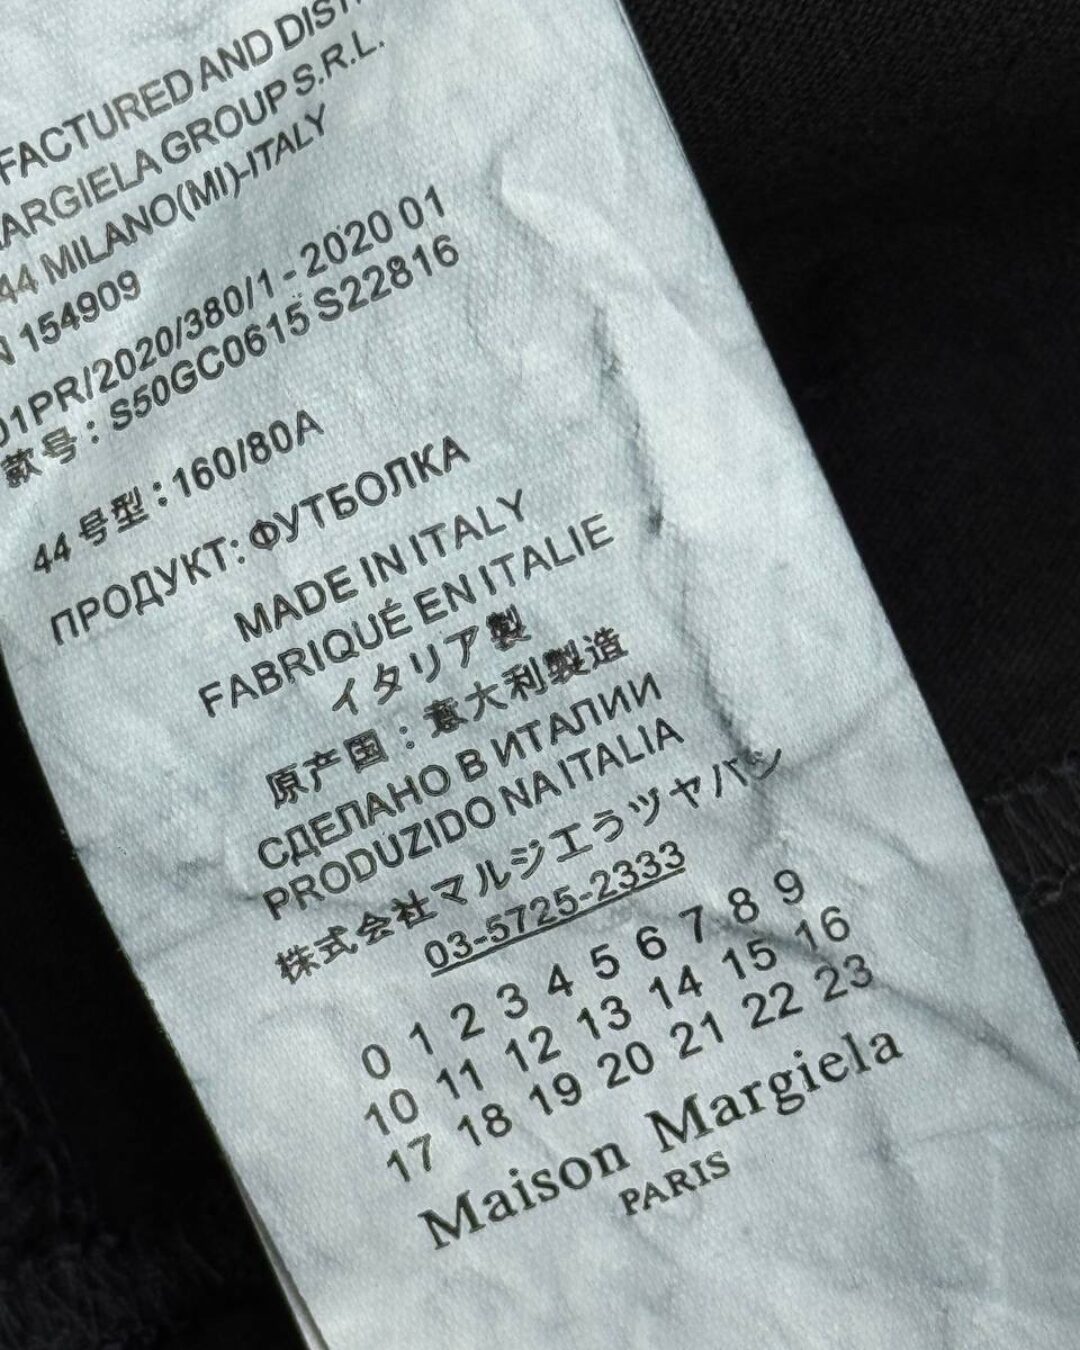 FACTURED AND DIST
ARGIELA GROUP S.R.L.
44 MILANO(MI)-ITALY
N 154909
01PR/2020/380/1 - 2020 01
款号：S50GC0615 S22816
44 号型：160/80A
ПРОДУКТ: ФУТБОЛКА
MADE IN ITALY
FABRIQUÉ EN ITALIE
イタリア製
原产国：意大利製造
СДЕЛАНО В ИТАЛИИ
PRODUZIDO NA ITALIA
株式会社マルジエラツヤパン
03-5725-2333
0 1 2 3 4 5 6 7 8 9
10 11 12 13 14 15 16
17 18 19 20 21 22 23
Maison Margiela
PARIS